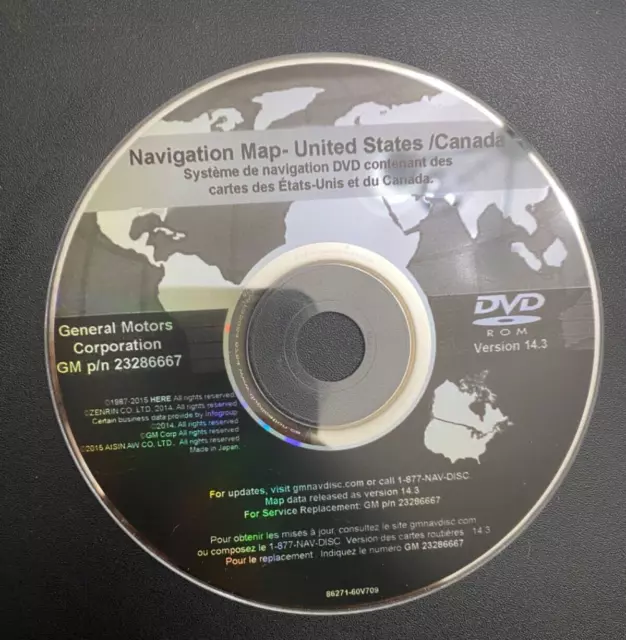 Navigation Map- United States /Canada
Système de navigation DVD contenant des
cartes des États-Unis et du Canada.
General Motors
Corporation
GM p/n 23286667
DVD
ROM
Version 14.3
©1987-2015 HERE All rights reserved
©ZENRIN CO. LTD. 2014. All rights reserved.
Certain business data provide by Infogroup
©2014, All rights reserved.
©GM Corp All rights reserved
©2015 AISIN AW CO., LTD. All rights reserved.
Made in Japan.
For updates, visit gmnavdisc.com or call 1-877-NAV-DISC.
Map data released as version 14.3
For Service Replacement: GM p/n 23286667
Pour obtenir les mises à jour, consultez le site gmnavdisc.com
ou composez le 1-877-NAV-DISC. Version des cartes routières : 14.3
Pour le replacement : Indiquez le numéro GM 23286667
86271-60V709